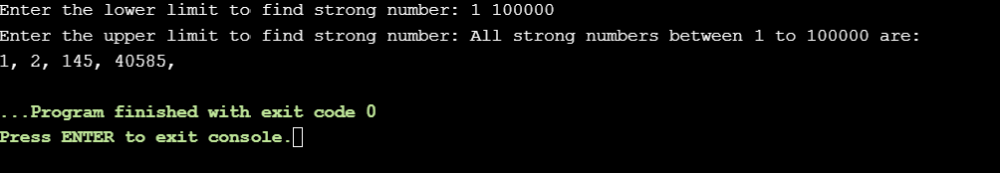 Enter the lower limit to find strong number: 1 100000
Enter the upper limit to find strong number: All strong numbers between 1 to 100000 are:
1, 2, 145, 40585,
...Program finished with exit code 0
Press ENTER to exit console.